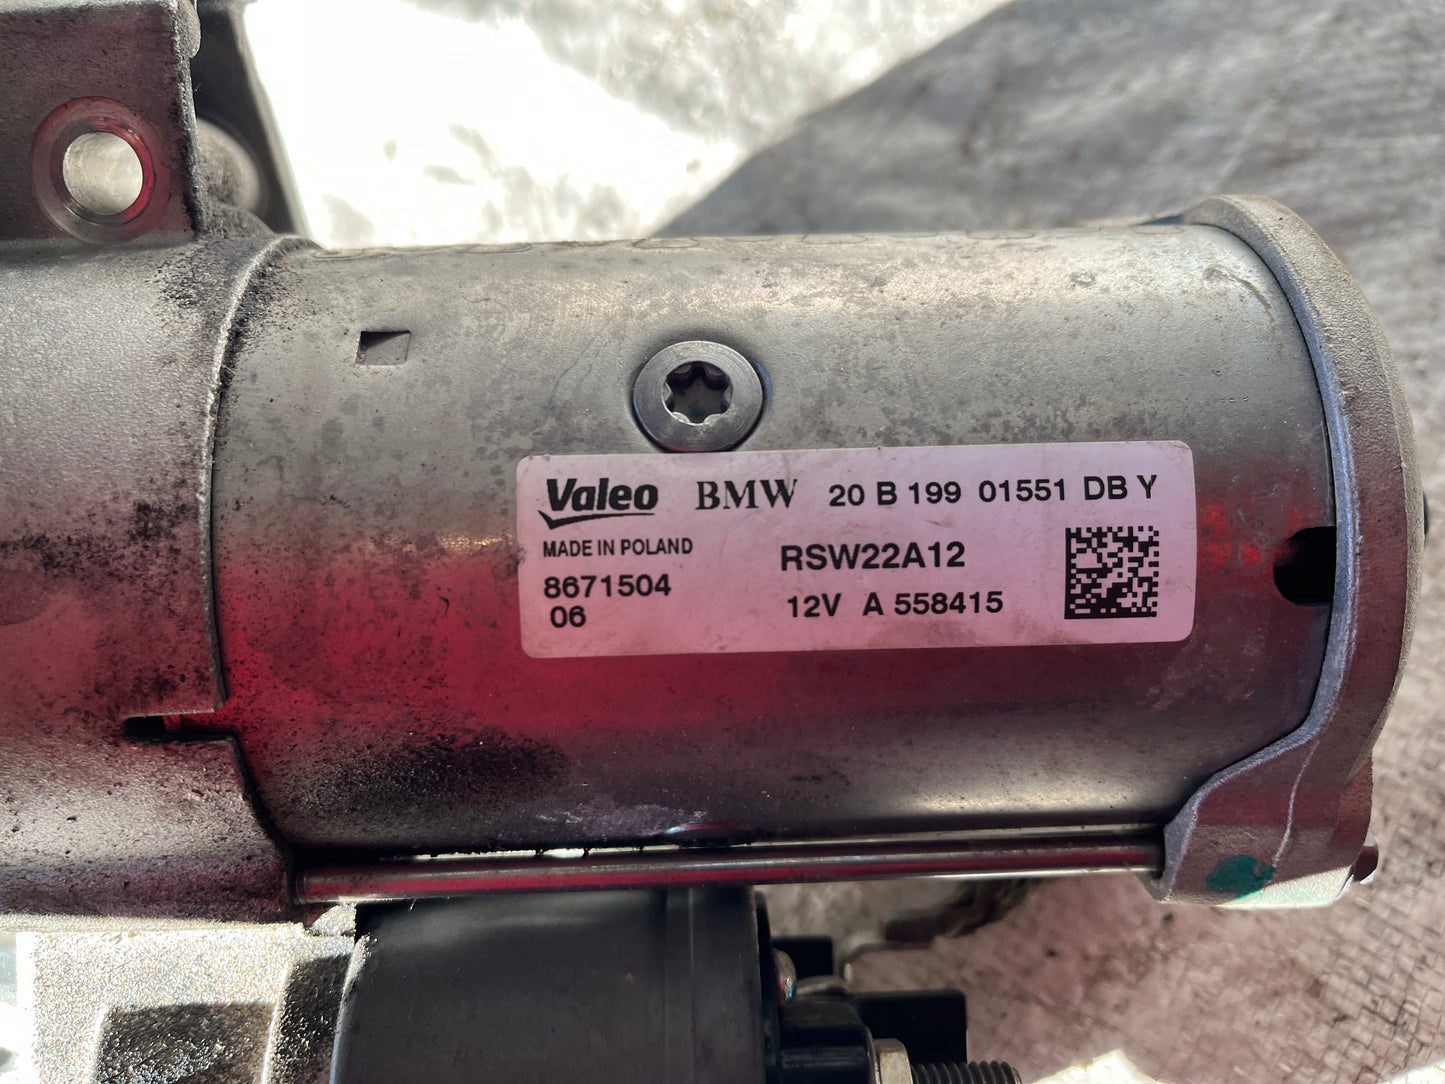 Valeo BMW 20 B 199 01551 DB Y
MADE IN POLAND
RSW22A12
8671504
06
12V A 558415